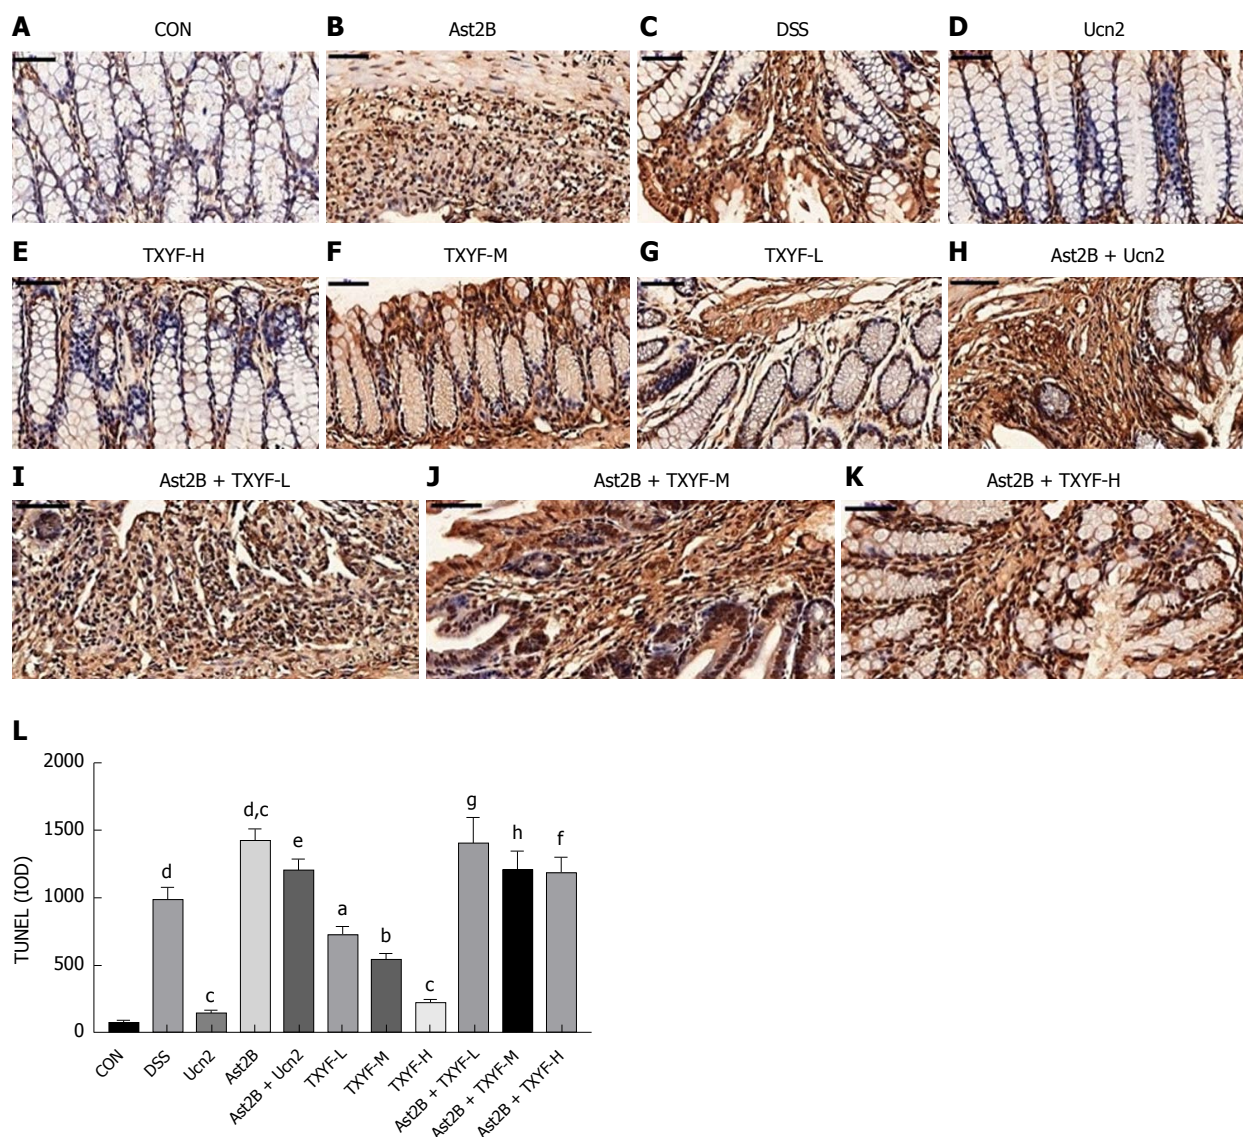 A CON
B Ast2B
C DSS
D Ucn2
E TXYF-H
F TXYF-M
G TXYF-L
H Ast2B + Ucn2
I Ast2B + TXYF-L
J Ast2B + TXYF-M
K Ast2B + TXYF-H
L
TUNEL (IOD)
2000
1500
1000
500
0
d
c
d,c
e
a
b
c
g
h
f
CON
DSS
Ucn2
Ast2B
Ast2B + Ucn2
TXYF-L
TXYF-M
TXYF-H
Ast2B + TXYF-L
Ast2B + TXYF-M
Ast2B + TXYF-H